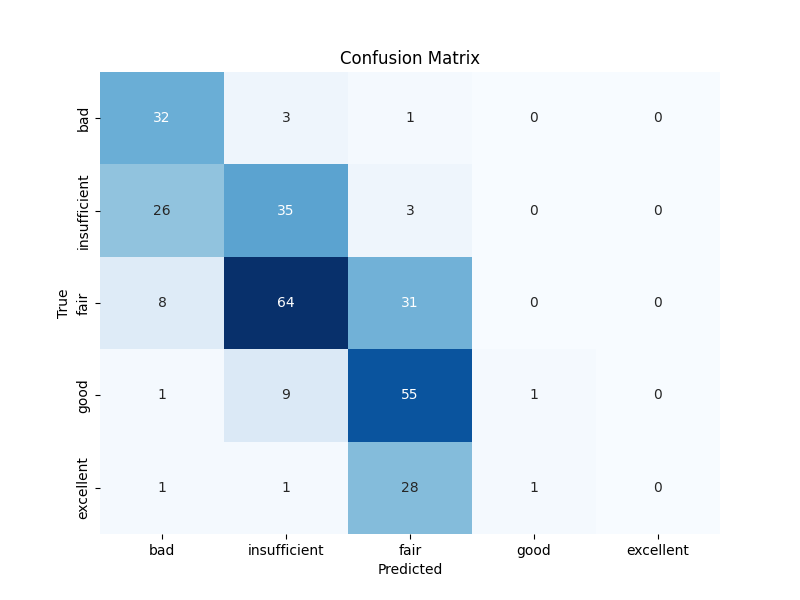 Confusion Matrix
True
bad 32 3 1 0 0
insufficient 26 35 3 0 0
fair 8 64 31 0 0
good 1 9 55 1 0
excellent 1 1 28 1 0
bad insufficient fair good excellent
Predicted